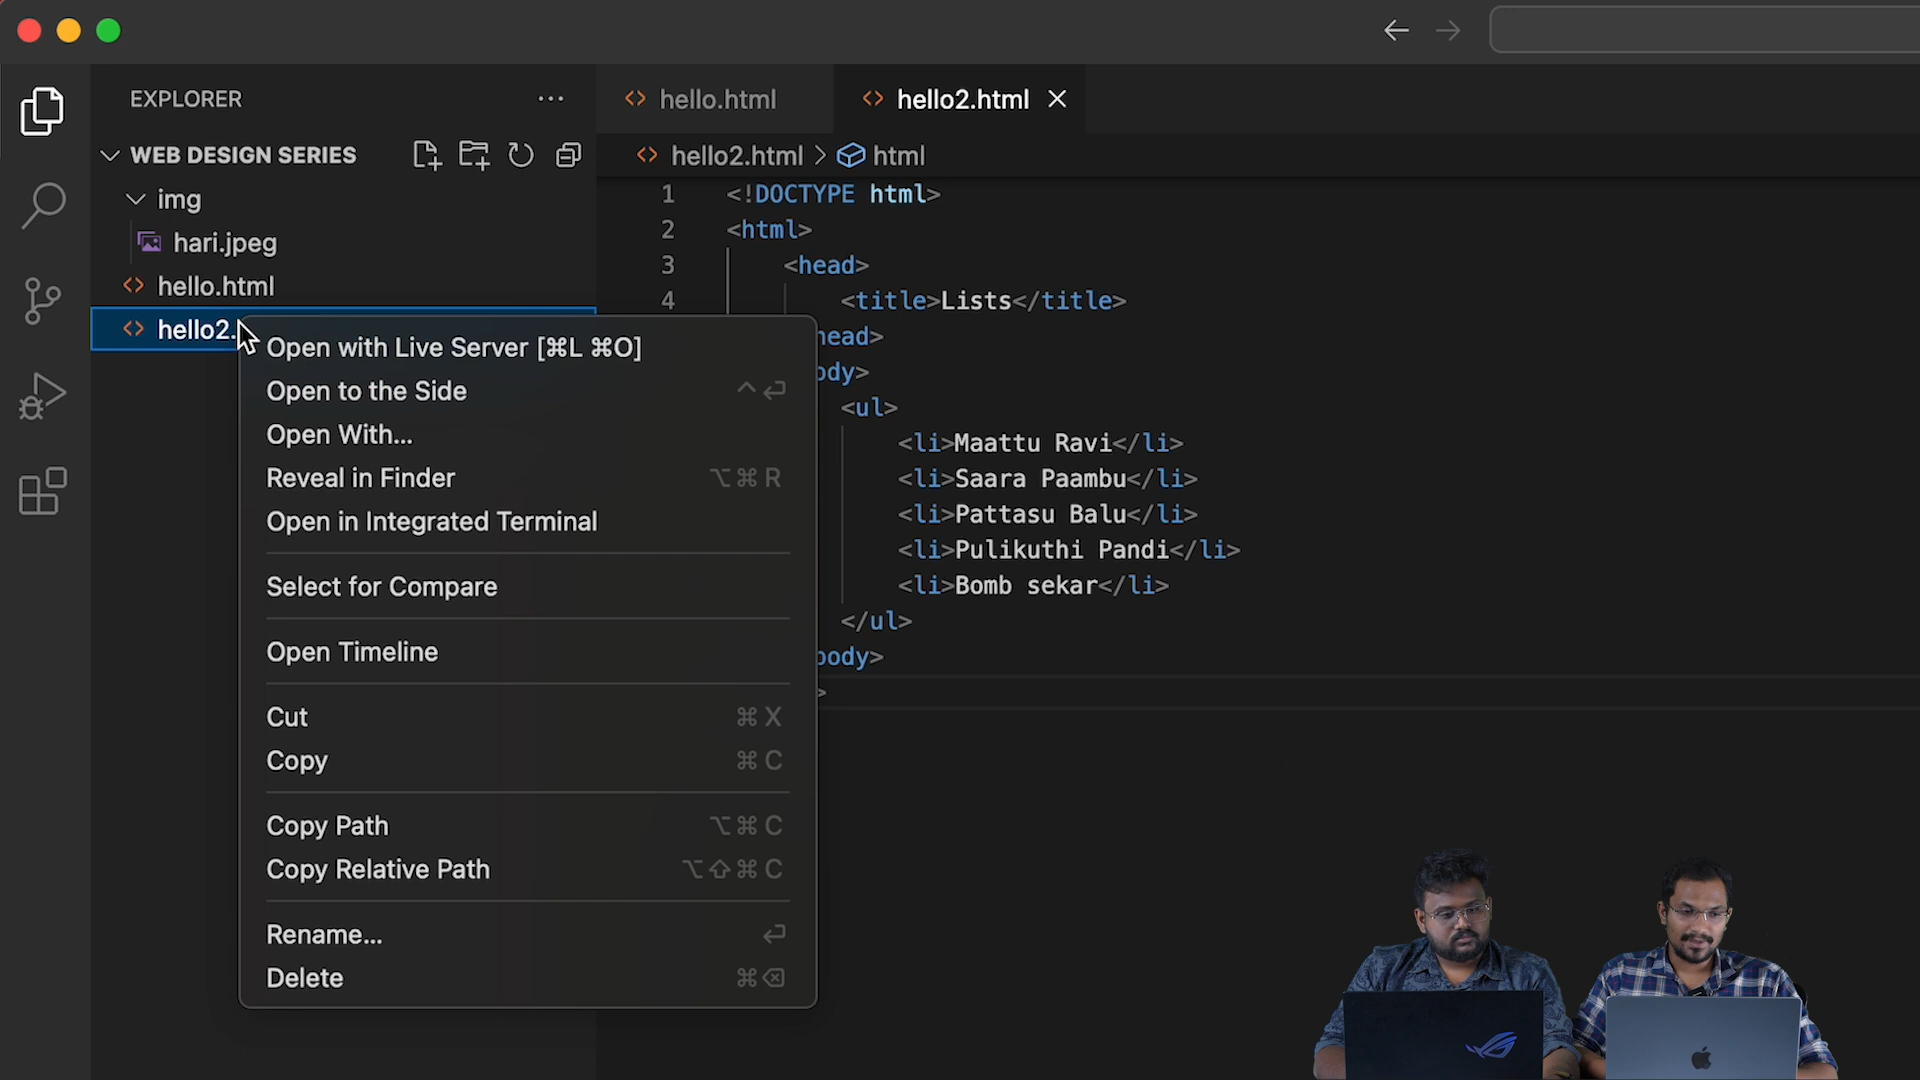 EXPLORER
hello.html
hello2.html
WEB DESIGN SERIES
hello2.html > html
img
hari.jpeg
hello.html
hello2.
1 <!DOCTYPE html>
2 <html>
3 <head>
4 <title>Lists</title>
head>
ody>
<ul>
<li>Maattu Ravi</li>
<li>Saara Paambu</li>
<li>Pattasu Balu</li>
<li>Pulikuthi Pandi</li>
<li>Bomb sekar</li>
</ul>
body>
>
Open with Live Server [⌘L ⌘O]
Open to the Side ^⏎
Open With...
Reveal in Finder ⌥⌘R
Open in Integrated Terminal
Select for Compare
Open Timeline
Cut ⌘X
Copy ⌘C
Copy Path ⌥⌘C
Copy Relative Path ⌥⇧⌘C
Rename... ⏎
Delete ⌘⌫